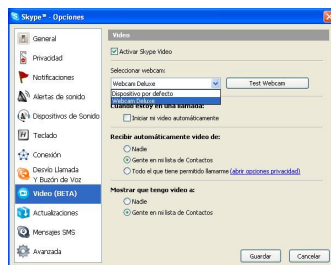 Skype™ - Opciones
General
Privacidad
Notificaciones
Alertas de sonido
Dispositivos de Sonido
Teclado
Conexión
Desvío Llamada
Y Buzón de Voz
Video (BETA)
Actualizaciones
Mensajes SMS
Avanzada
Video
Activar Skype Video
Seleccionar webcam:
Webcam Deluxe
Test Webcam
Dispositivo por defecto
Webcam Deluxe
Cuando estoy en una llamada:
Iniciar mi video automáticamente
Recibir automáticamente video de:
Nadie
Gente en mi lista de Contactos
Todo el que tiene permitido llamarme (abrir opciones privacidad)
Mostrar que tengo video a:
Nadie
Gente en mi lista de Contactos
Guardar
Cancelar